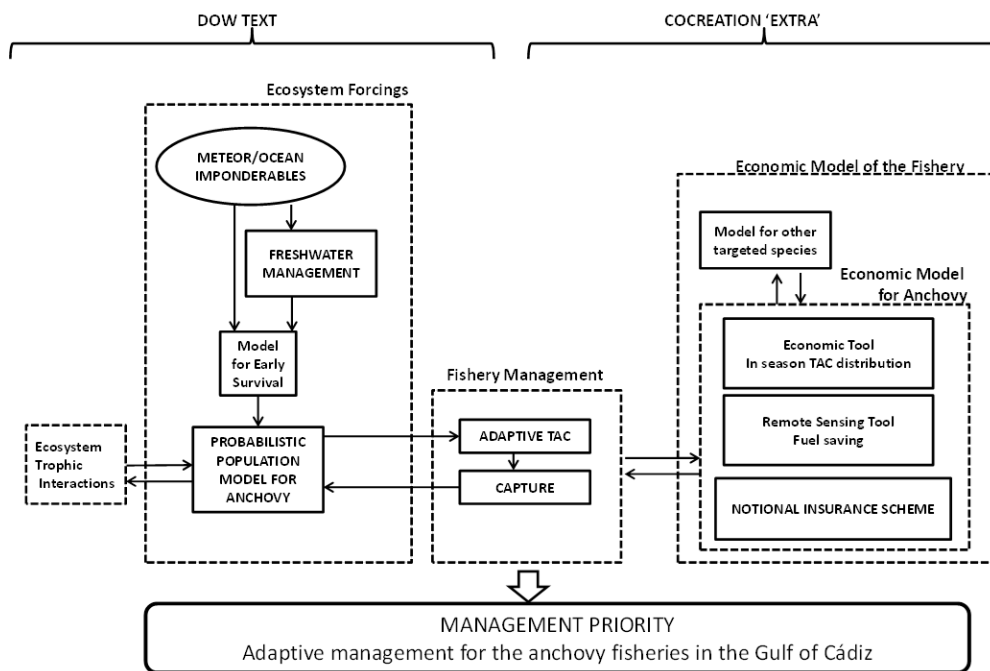 DOW TEXT
COCREATION ‘EXTRA’
Ecosystem Forcings
METEOR/OCEAN
IMPONDERABLES
FRESHWATER
MANAGEMENT
Model
for Early
Survival
PROBABILISTIC
POPULATION
MODEL FOR
ANCHOVY
Ecosystem
Trophic
Interactions
Fishery Management
ADAPTIVE TAC
CAPTURE
Economic Model of the Fishery
Model for other
targeted species
Economic Model
for Anchovy
Economic Tool
In season TAC distribution
Remote Sensing Tool
Fuel saving
NOTIONAL INSURANCE SCHEME
MANAGEMENT PRIORITY
Adaptive management for the anchovy fisheries in the Gulf of Cádiz